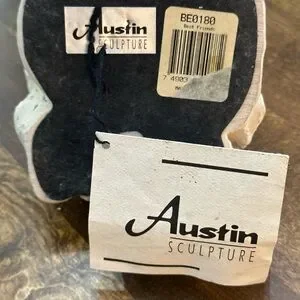 Austin
SCULPTURE
BE0180
Best Friends
Austin
SCULPTURE